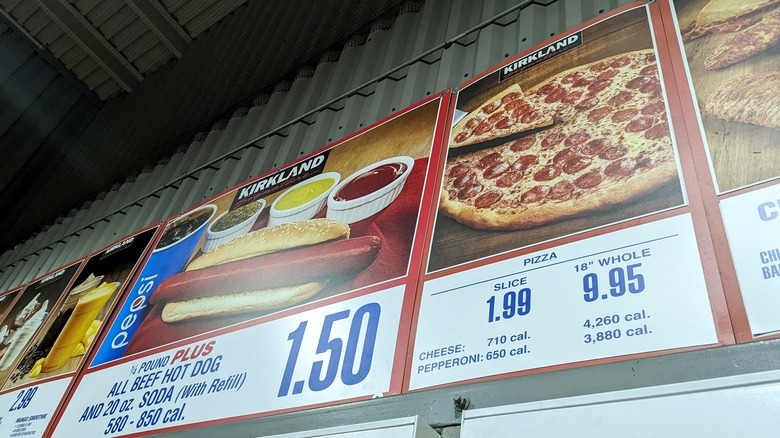 KIRKLAND
2.99
MANGO SMOOTHIE
KIRKLAND
pepsi
¼ POUND PLUS
ALL BEEF HOT DOG
AND 20 oz. SODA (With Refill)
580 - 850 cal.
1.50
KIRKLAND
PIZZA
SLICE
18" WHOLE
1.99
9.95
CHEESE: 710 cal. 4,260 cal.
PEPPERONI: 650 cal. 3,880 cal.